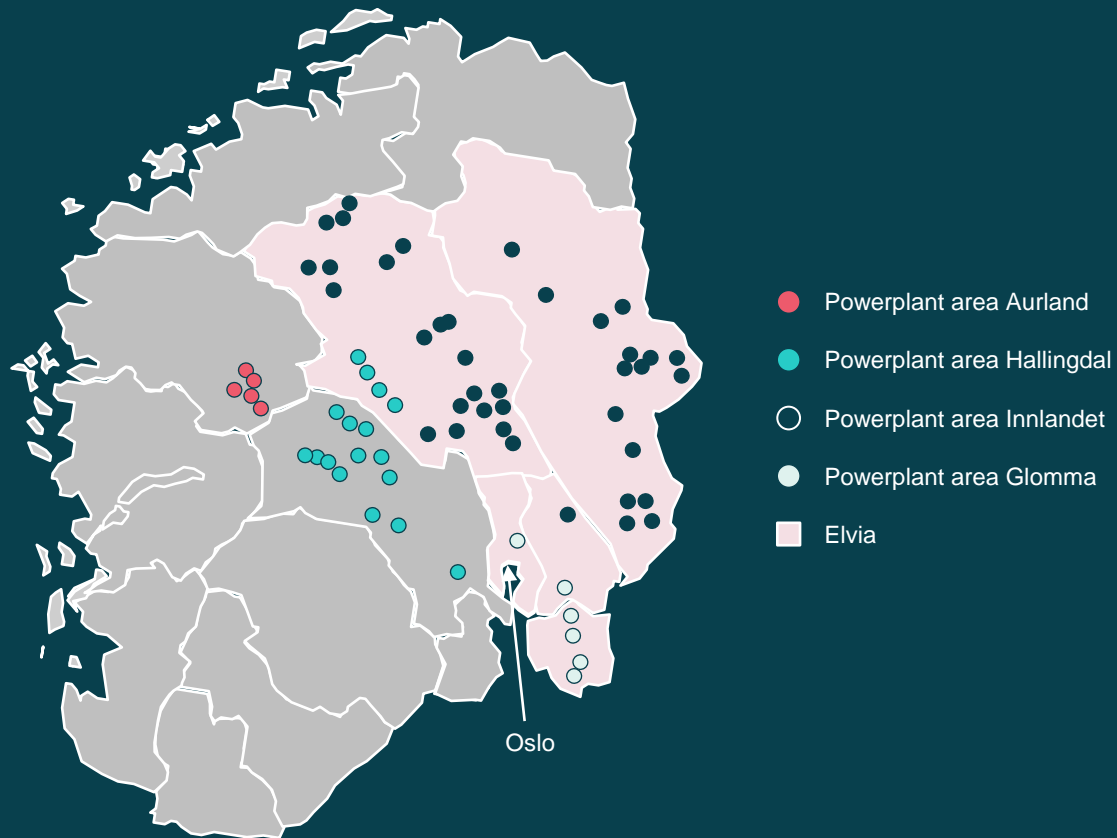 Powerplant area Aurland
Powerplant area Hallingdal
Powerplant area Innlandet
Powerplant area Glomma
Elvia
Oslo